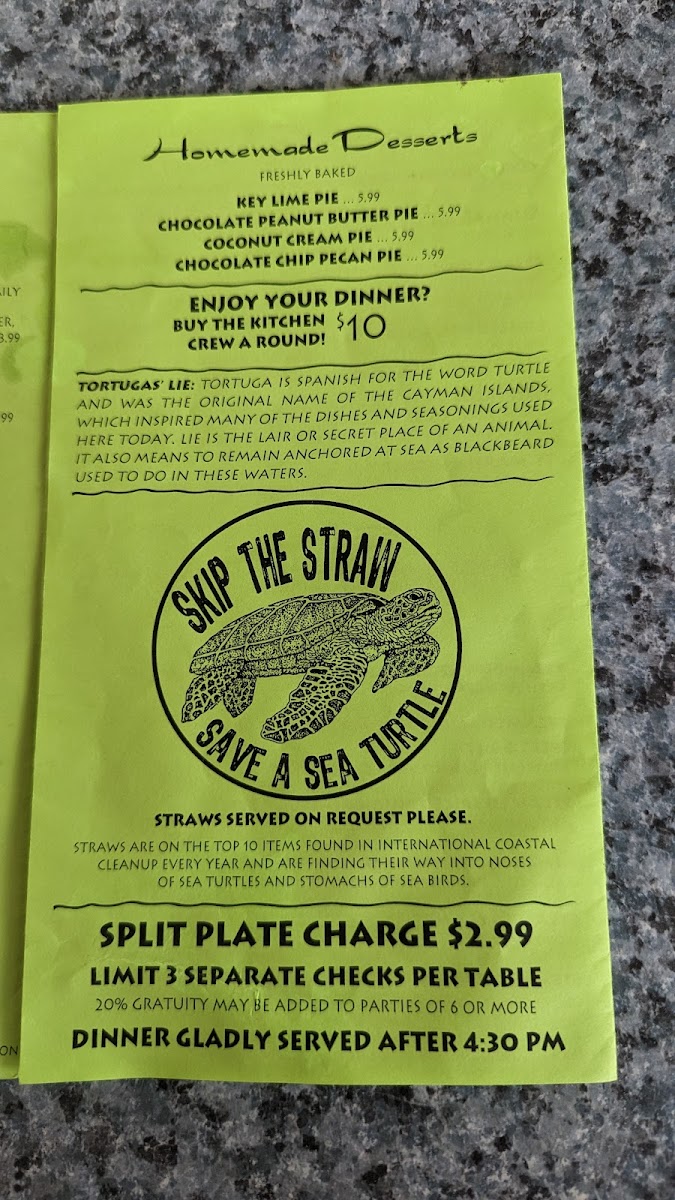 Homemade Desserts
FRESHLY BAKED
KEY LIME PIE ... 5.99
CHOCOLATE PEANUT BUTTER PIE ... 5.99
COCONUT CREAM PIE ... 5.99
CHOCOLATE CHIP PECAN PIE ... 5.99
ENJOY YOUR DINNER?
BUY THE KITCHEN $10
CREW A ROUND!
TORTUGAS' LIE: TORTUGA IS SPANISH FOR THE WORD TURTLE
AND WAS THE ORIGINAL NAME OF THE CAYMAN ISLANDS,
WHICH INSPIRED MANY OF THE DISHES AND SEASONINGS USED
HERE TODAY. LIE IS THE LAIR OR SECRET PLACE OF AN ANIMAL.
IT ALSO MEANS TO REMAIN ANCHORED AT SEA AS BLACKBEARD
USED TO DO IN THESE WATERS.
SKIP THE STRAW
SAVE A SEA TURTLE
STRAWS SERVED ON REQUEST PLEASE.
STRAWS ARE ON THE TOP 10 ITEMS FOUND IN INTERNATIONAL COASTAL
CLEANUP EVERY YEAR AND ARE FINDING THEIR WAY INTO NOSES
OF SEA TURTLES AND STOMACHS OF SEA BIRDS.
SPLIT PLATE CHARGE $2.99
LIMIT 3 SEPARATE CHECKS PER TABLE
20% GRATUITY MAY BE ADDED TO PARTIES OF 6 OR MORE
DINNER GLADLY SERVED AFTER 4:30 PM